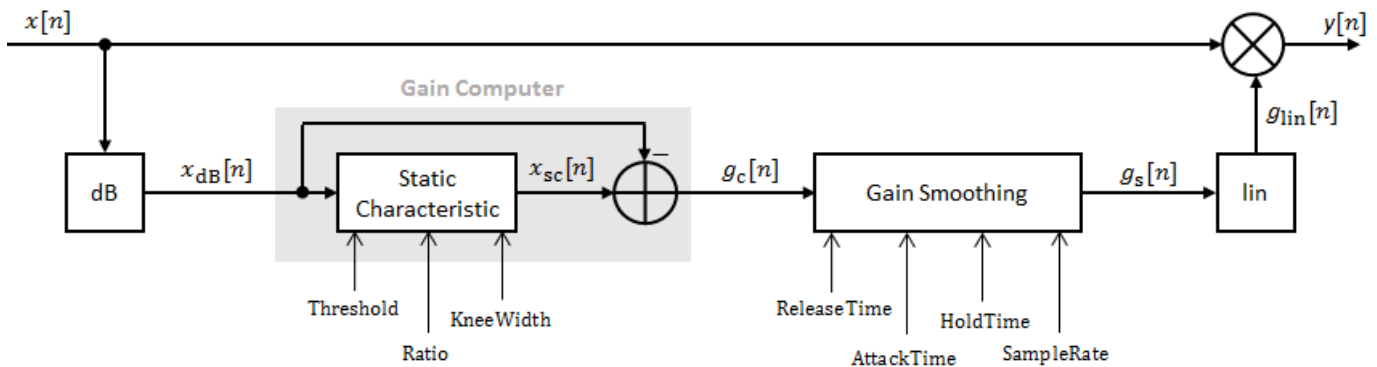 x[n]
y[n]
Gain Computer
g_lin[n]
dB
x_dB[n]
Static
Characteristic
x_sc[n]
−
g_c[n]
Gain Smoothing
g_s[n]
lin
Threshold
KneeWidth
Ratio
ReleaseTime
HoldTime
AttackTime
SampleRate